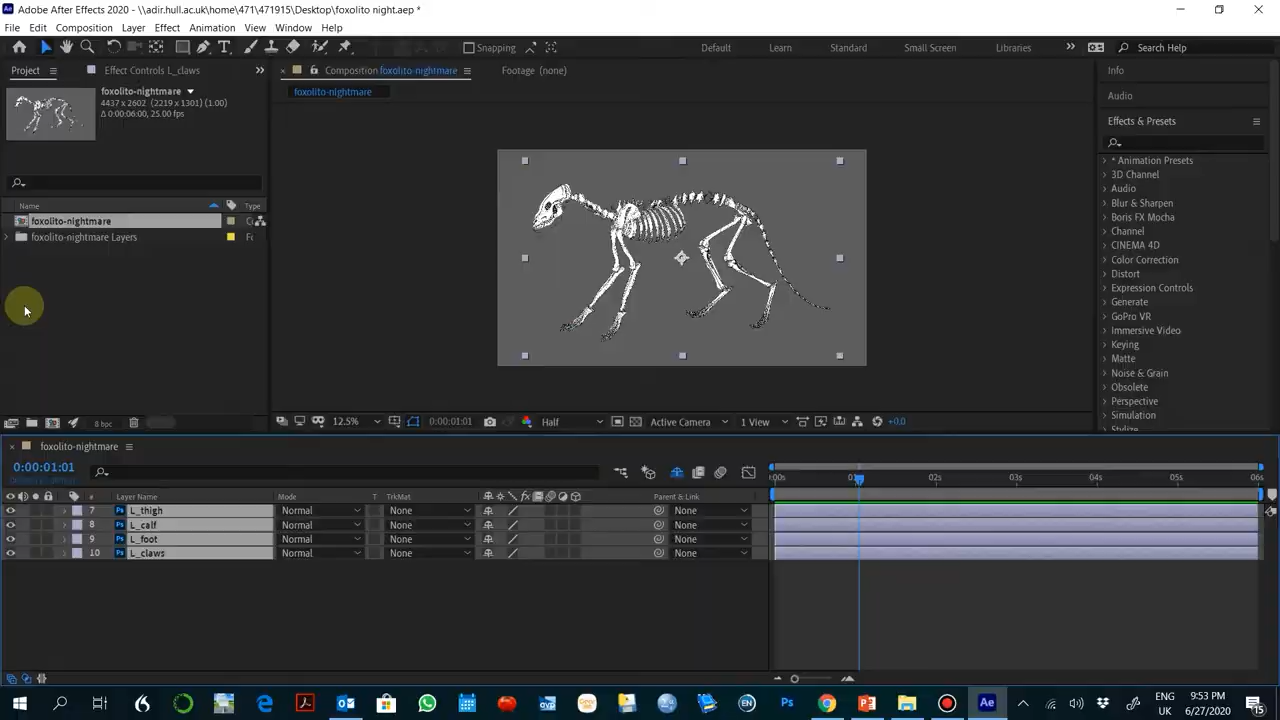 Adobe After Effects 2020 - \\adir.hull.ac.uk\home\471\471915\Desktop\foxolito night.aep *
File Edit Composition Layer Effect Animation View Window Help
Snapping Default Learn Standard Small Screen Libraries Search Help
Project Effect Controls L_claws Composition foxolito-nightmare Footage (none) Info
foxolito-nightmare
4437 x 2602 (2219 x 1301) (1.00)
Δ 0:00:06:00, 25.00 fps
foxolito-nightmare
Audio
Effects & Presets
* Animation Presets
3D Channel
Audio
Blur & Sharpen
Boris FX Mocha
Channel
CINEMA 4D
Color Correction
Distort
Expression Controls
Generate
GoPro VR
Immersive Video
Keying
Matte
Noise & Grain
Obsolete
Perspective
Simulation
Stylize
Name Type
foxolito-nightmare
foxolito-nightmare Layers
8 bpc
12.5% 0:00:01:01 Half Active Camera 1 View +0.0
foxolito-nightmare
0:00:01:01
# Layer Name Mode T TrkMat Parent & Link
02s 03s 04s 05s 06s
7 Ps L_thigh Normal None None
8 Ps L_calf Normal None None
9 Ps L_foot Normal None None
10 Ps L_claws Normal None None
ENG
UK
9:53 PM
6/27/2020
15